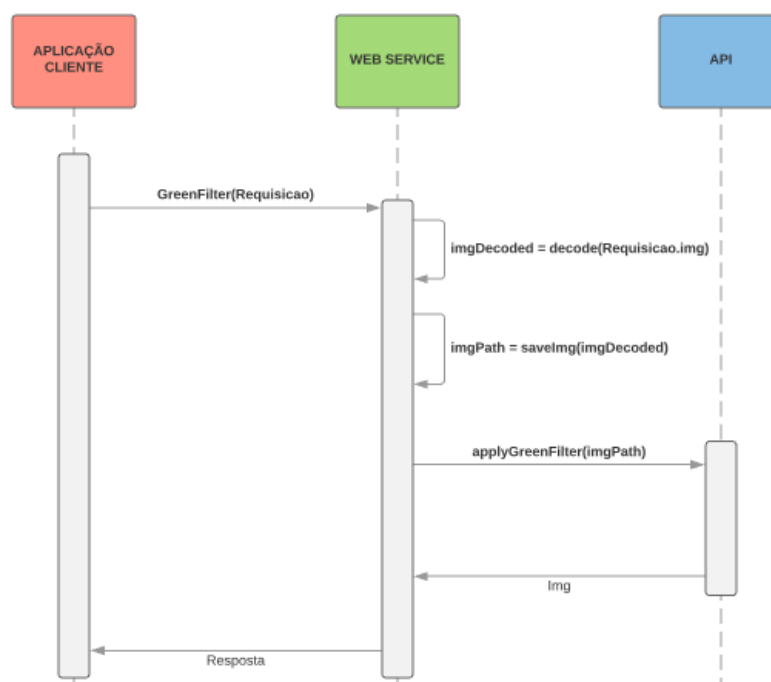 APLICAÇÃO
CLIENTE
WEB SERVICE
API
GreenFilter(Requisicao)
imgDecoded = decode(Requisicao.img)
imgPath = saveImg(imgDecoded)
applyGreenFilter(imgPath)
Img
Resposta